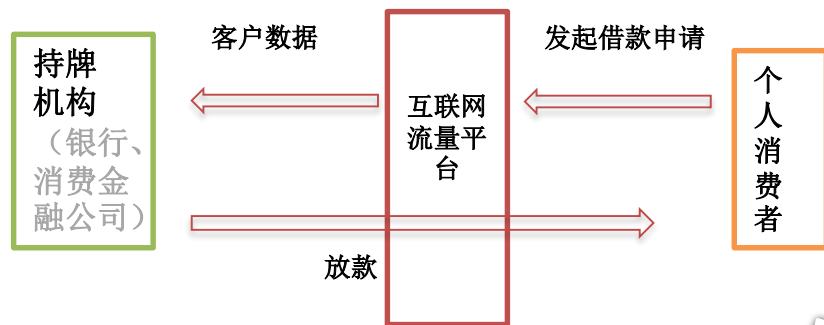 客户数据
发起借款申请
持牌
机构
（银行、
消费金
融公司）
互联网
流量平
台
个
人
消
费
者
放款